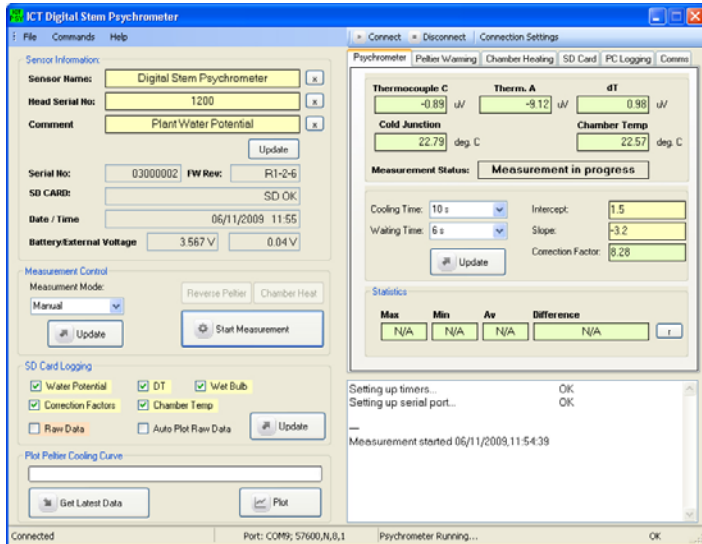 ICT Digital Stem Psychrometer
File Commands Help
Connect Disconnect Connection Settings
Sensor Information:
Sensor Name: Digital Stem Psychrometer x
Head Serial No: 1200 x
Comment Plant Water Potential x
Update
Serial No: 03000002 FW Rev: R1-2-6
SD CARD: SD OK
Date / Time 06/11/2009 11:55
Battery/External Voltage 3.567 V 0.04 V
Measurement Control
Measurment Mode:
Manual
Reverse Peltier Chamber Heat
Update
Start Measurement
SD Card Logging
Water Potential DT Wet Bulb
Correction Factors Chamber Temp
Raw Data Auto Plot Raw Data Update
Plot Peltier Cooling Curve
Get Latest Data Plot
Psychrometer Peltier Warning Chamber Heating SD Card PC Logging Comms
Thermocouple C Therm. A dT
-0.89 uV -9.12 uV 0.98 uV
Cold Junction Chamber Temp
22.79 deg. C 22.57 deg. C
Measurement Status: Measurement in progress
Cooling Time: 10 s Intercept: 1.5
Waiting Time: 6 s Slope: -3.2
Update Correction Factor: 8.28
Statistics
Max Min Av Difference
N/A N/A N/A N/A r
Setting up timers... OK
Setting up serial port... OK
---
Measurement started 06/11/2009,11:54:39
Connected Port: COM9; 57600,N,8,1 Psychrometer Running... OK